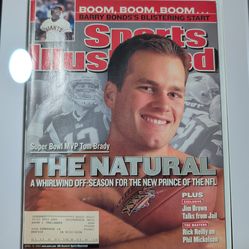 BOOM, BOOM, BOOM...
BARRY BONDS'S BLISTERING START
Sports
Illustrated
Super Bowl MVP Tom Brady
THE NATURAL
A WHIRLWIND OFF-SEASON FOR THE NEW PRINCE OF THE NFL
PLUS
Jim Brown
Talks from Jail
THE MASTERS
Rick Reilly on
Phil Mickelson